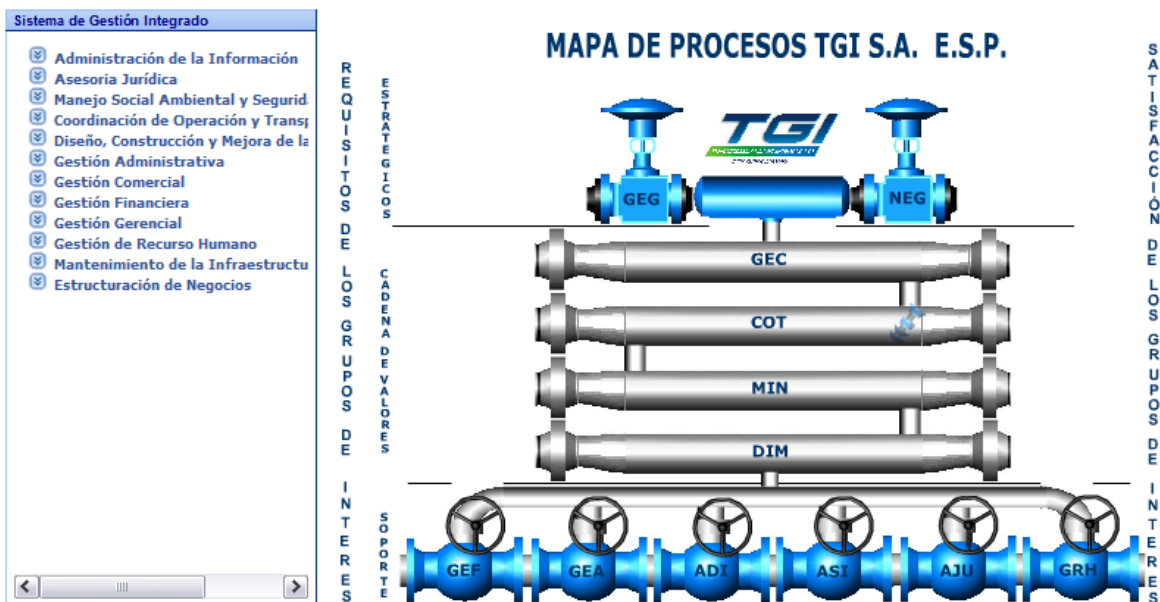 Sistema de Gestión Integrado
Administración de la Información
Asesoria Jurídica
Manejo Social Ambiental y Segurid
Coordinación de Operación y Transp
Diseño, Construcción y Mejora de la
Gestión Administrativa
Gestión Comercial
Gestión Financiera
Gestión Gerencial
Gestión de Recurso Humano
Mantenimiento de la Infraestructu
Estructuración de Negocios
MAPA DE PROCESOS TGI S.A. E.S.P.
REQUISITOS DE LOS GRUPOS DE INTERES
ESTRATEGICOS
CADENA DE VALORES
SOPORTE
TGI
GEG
NEG
GEC
COT
MIN
DIM
GEF
GEA
ADI
ASI
AJU
GRH
SATISFACCIÓN DE LOS GRUPOS DE INTERES